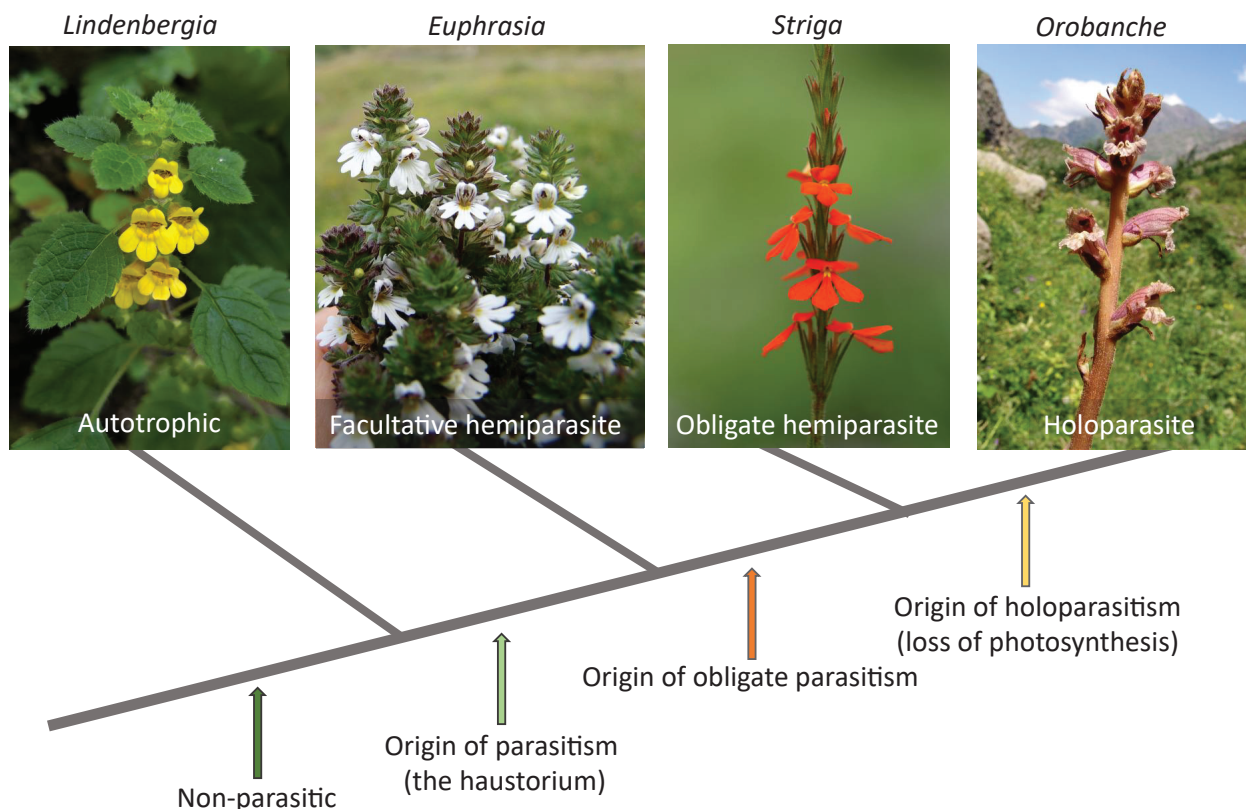 Lindenbergia
Euphrasia
Striga
Orobanche
Autotrophic
Facultative hemiparasite
Obligate hemiparasite
Holoparasite
Origin of holoparasitism
(loss of photosynthesis)
Origin of obligate parasitism
Origin of parasitism
(the haustorium)
Non-parasitic